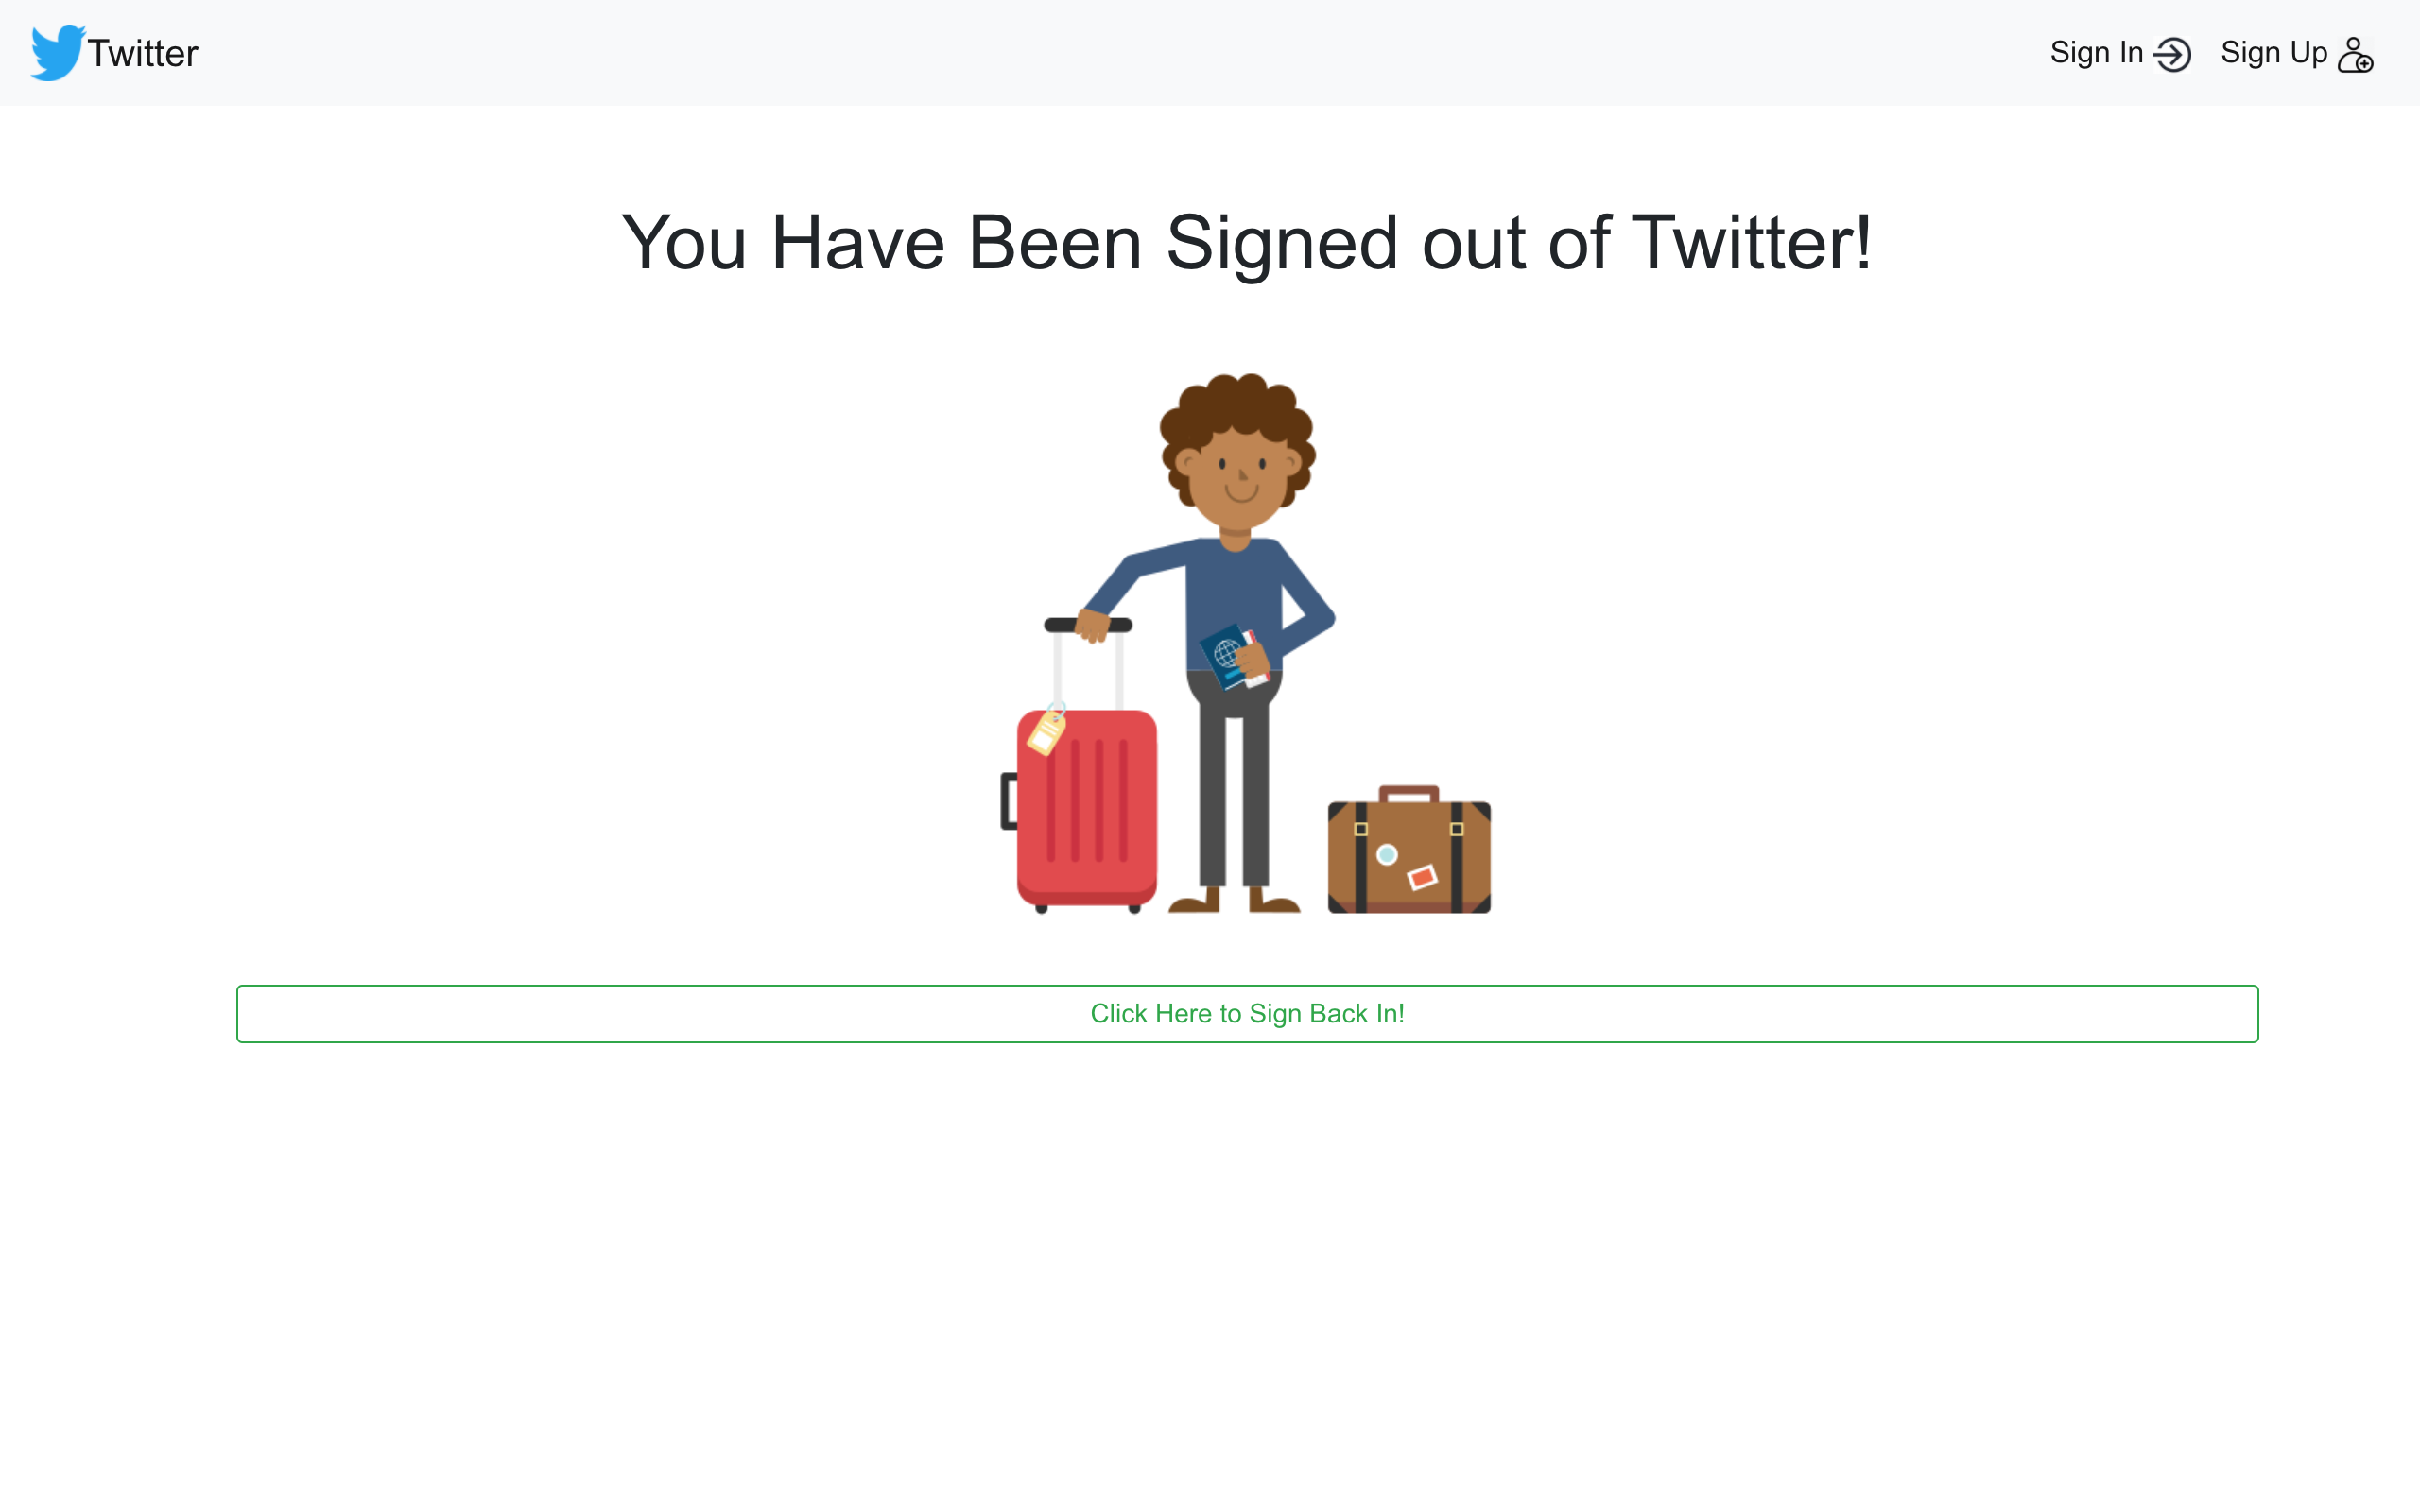 Twitter
Sign In
Sign Up
You Have Been Signed out of Twitter!
Click Here to Sign Back In!